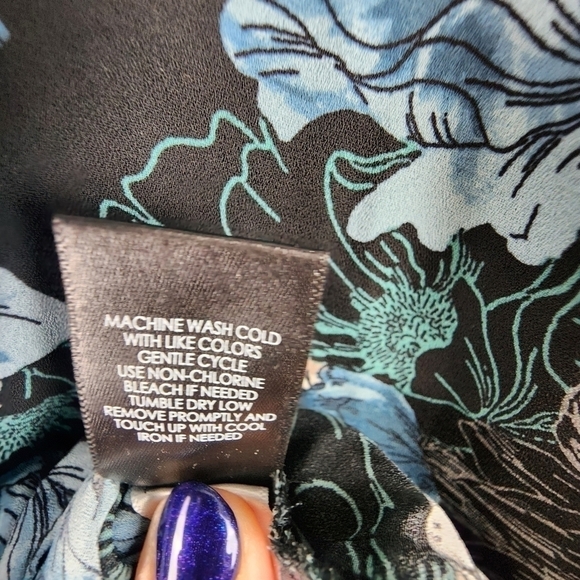 MACHINE WASH COLD
WITH LIKE COLORS
GENTLE CYCLE
USE NON-CHLORINE
BLEACH IF NEEDED
TUMBLE DRY LOW
REMOVE PROMPTLY AND
TOUCH UP WITH COOL
IRON IF NEEDED